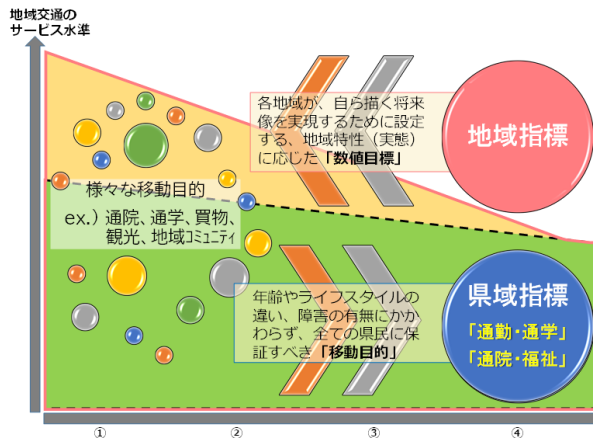 地域交通の
サービス水準
各地域が、自ら描く将来
像を実現するために設定
する、地域特性（実態）
に応じた「数値目標」
地域指標
様々な移動目的
ex.）通院、通学、買物、
観光、地域ｺﾐｭﾆﾃｨ
年齢やライフスタイルの
違い、障害の有無にかか
わらず、全ての県民に保
証すべき「移動目的」
県域指標
「通勤・通学」
「通院・福祉」
① ② ③ ④